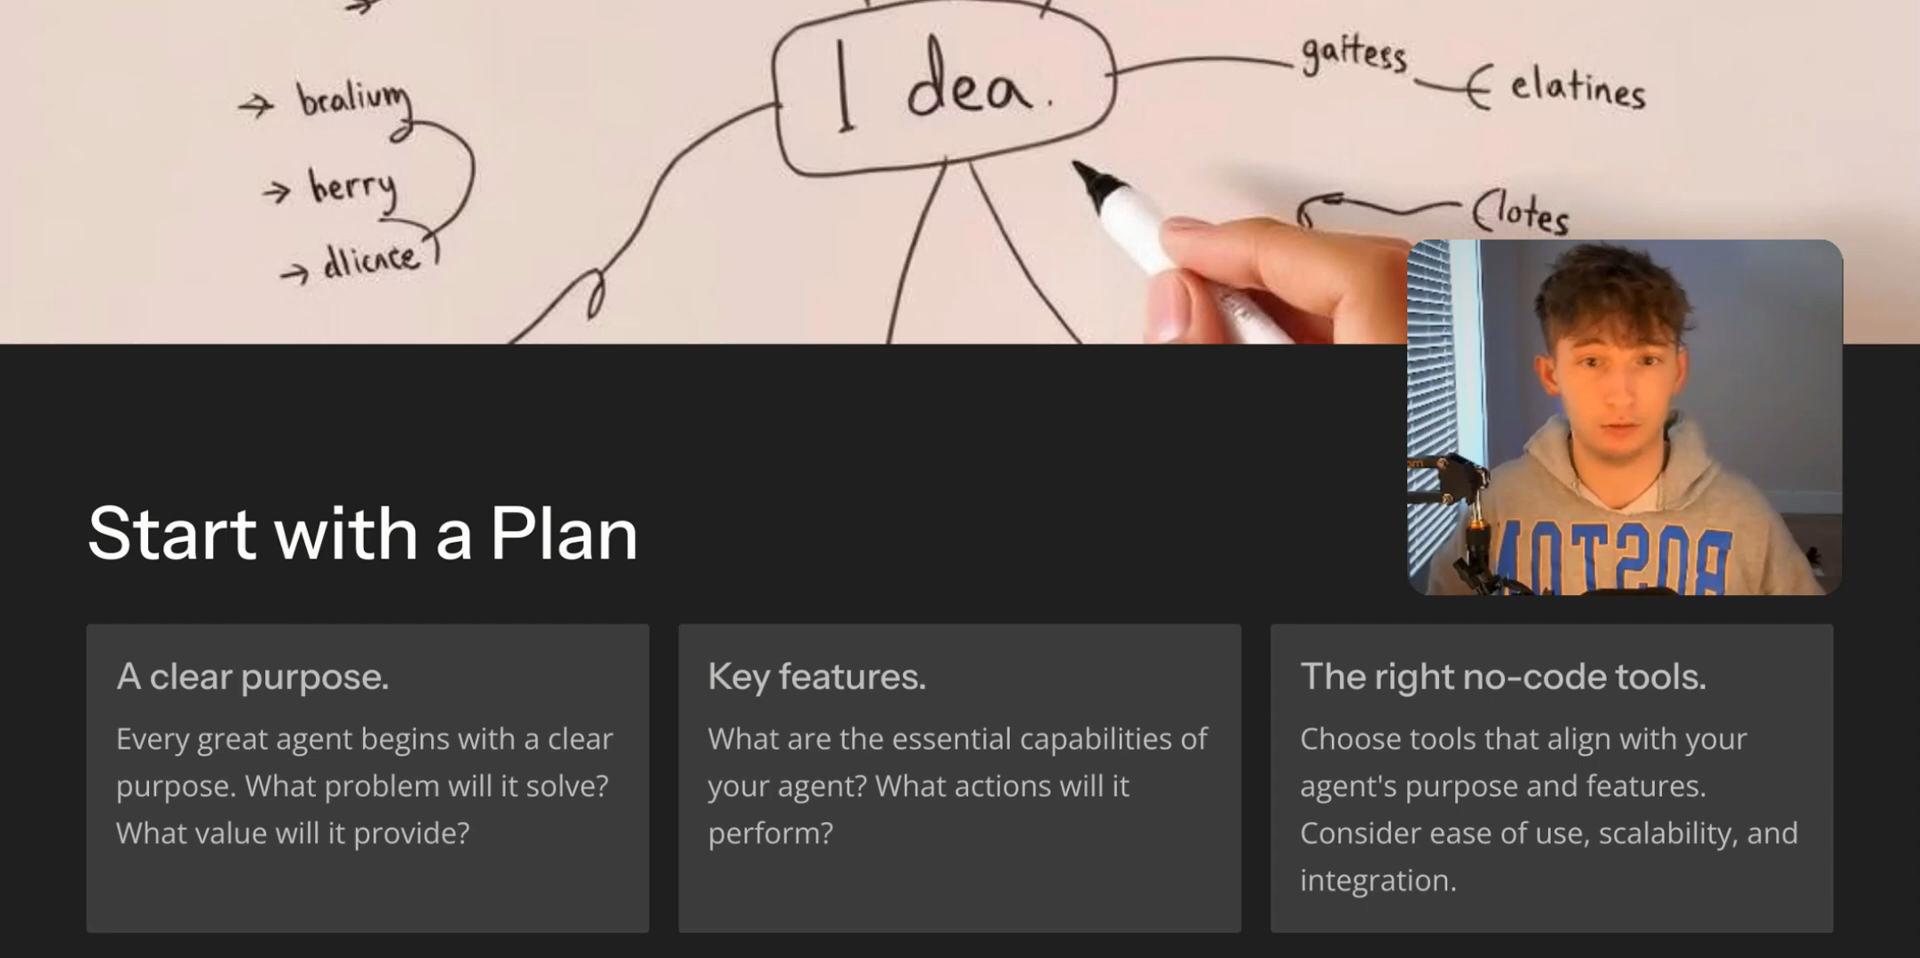 I dea.
gaitess
elatines
bralium
berry
dlicnce
Clotes
BOSTON
Start with a Plan
A clear purpose.
Every great agent begins with a clear
purpose. What problem will it solve?
What value will it provide?
Key features.
What are the essential capabilities of
your agent? What actions will it
perform?
The right no-code tools.
Choose tools that align with your
agent's purpose and features.
Consider ease of use, scalability, and
integration.